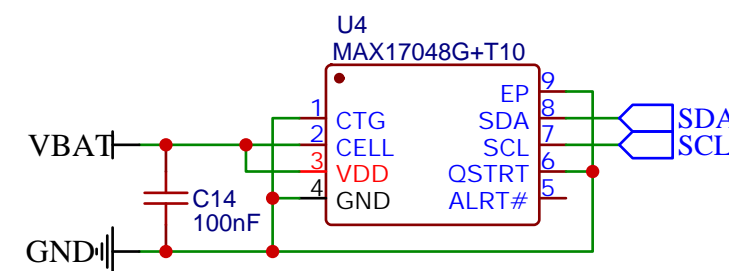 U4
MAX17048G+T10
1 CTG
2 CELL
3 VDD
4 GND
EP 9
SDA 8
SCL 7
QSTRT 6
ALRT# 5
SDA
SCL
VBAT
C14
100nF
GND